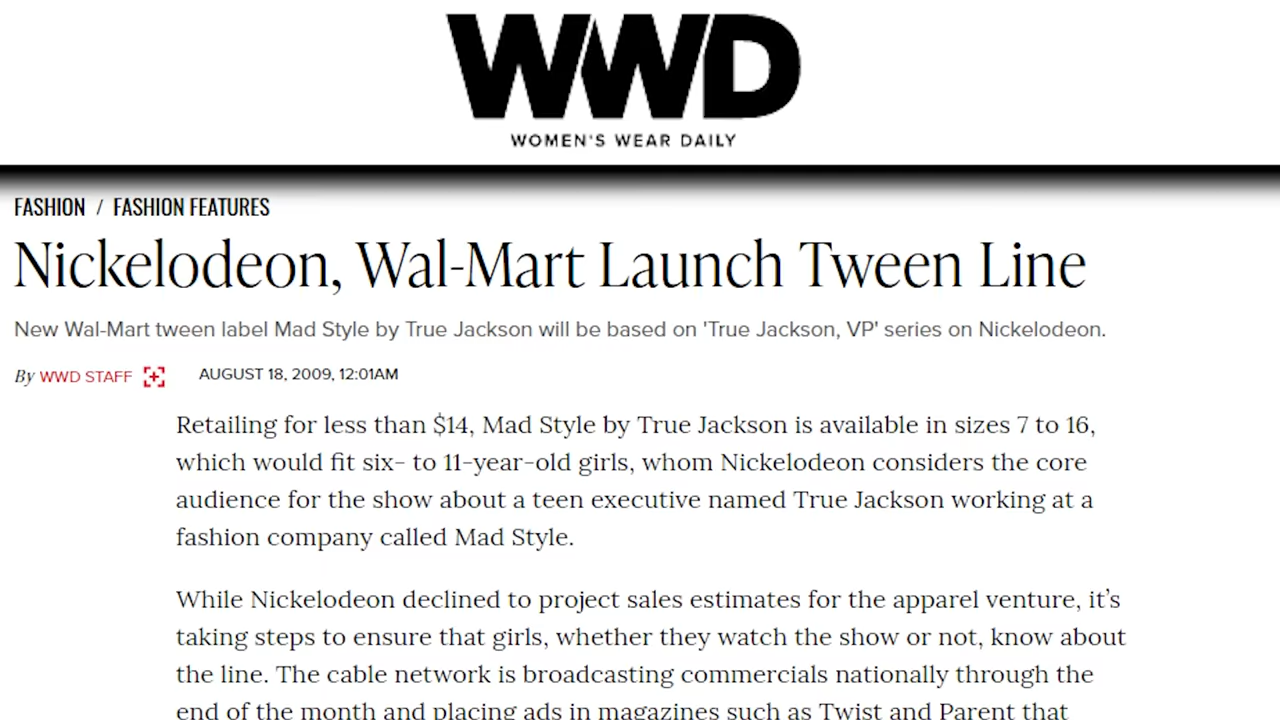 WWD
WOMEN'S WEAR DAILY
FASHION / FASHION FEATURES
Nickelodeon, Wal-Mart Launch Tween Line
New Wal-Mart tween label Mad Style by True Jackson will be based on 'True Jackson, VP' series on Nickelodeon.
By WWD STAFF AUGUST 18, 2009, 12:01AM
Retailing for less than $14, Mad Style by True Jackson is available in sizes 7 to 16,
which would fit six- to 11-year-old girls, whom Nickelodeon considers the core
audience for the show about a teen executive named True Jackson working at a
fashion company called Mad Style.
While Nickelodeon declined to project sales estimates for the apparel venture, it’s
taking steps to ensure that girls, whether they watch the show or not, know about
the line. The cable network is broadcasting commercials nationally through the
end of the month and placing ads in magazines such as Twist and Parent that